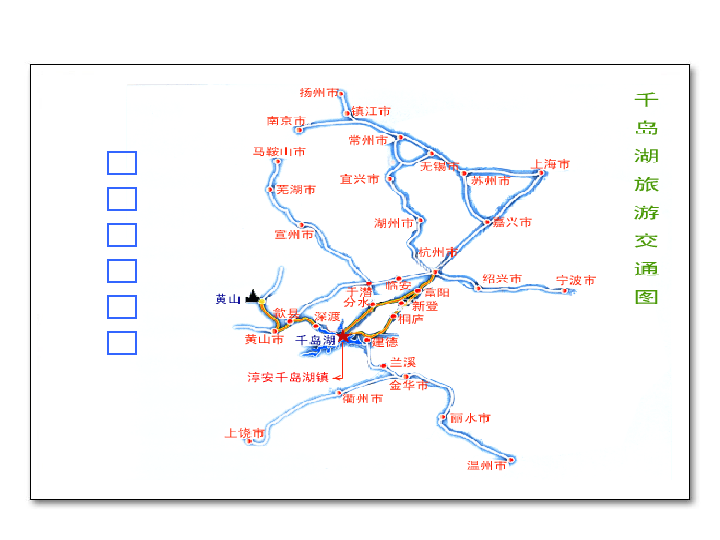 千岛湖旅游交通图
扬州市
镇江市
南京市
常州市
马鞍山市
无锡市
上海市
宜兴市
苏州市
芜湖市
湖州市
嘉兴市
宣州市
杭州市
绍兴市
宁波市
于潜
临安
富阳
黄山
分水
新登
歙县
深渡
桐庐
黄山市
千岛湖
建德
兰溪
淳安千岛湖镇
金华市
衢州市
丽水市
上饶市
温州市